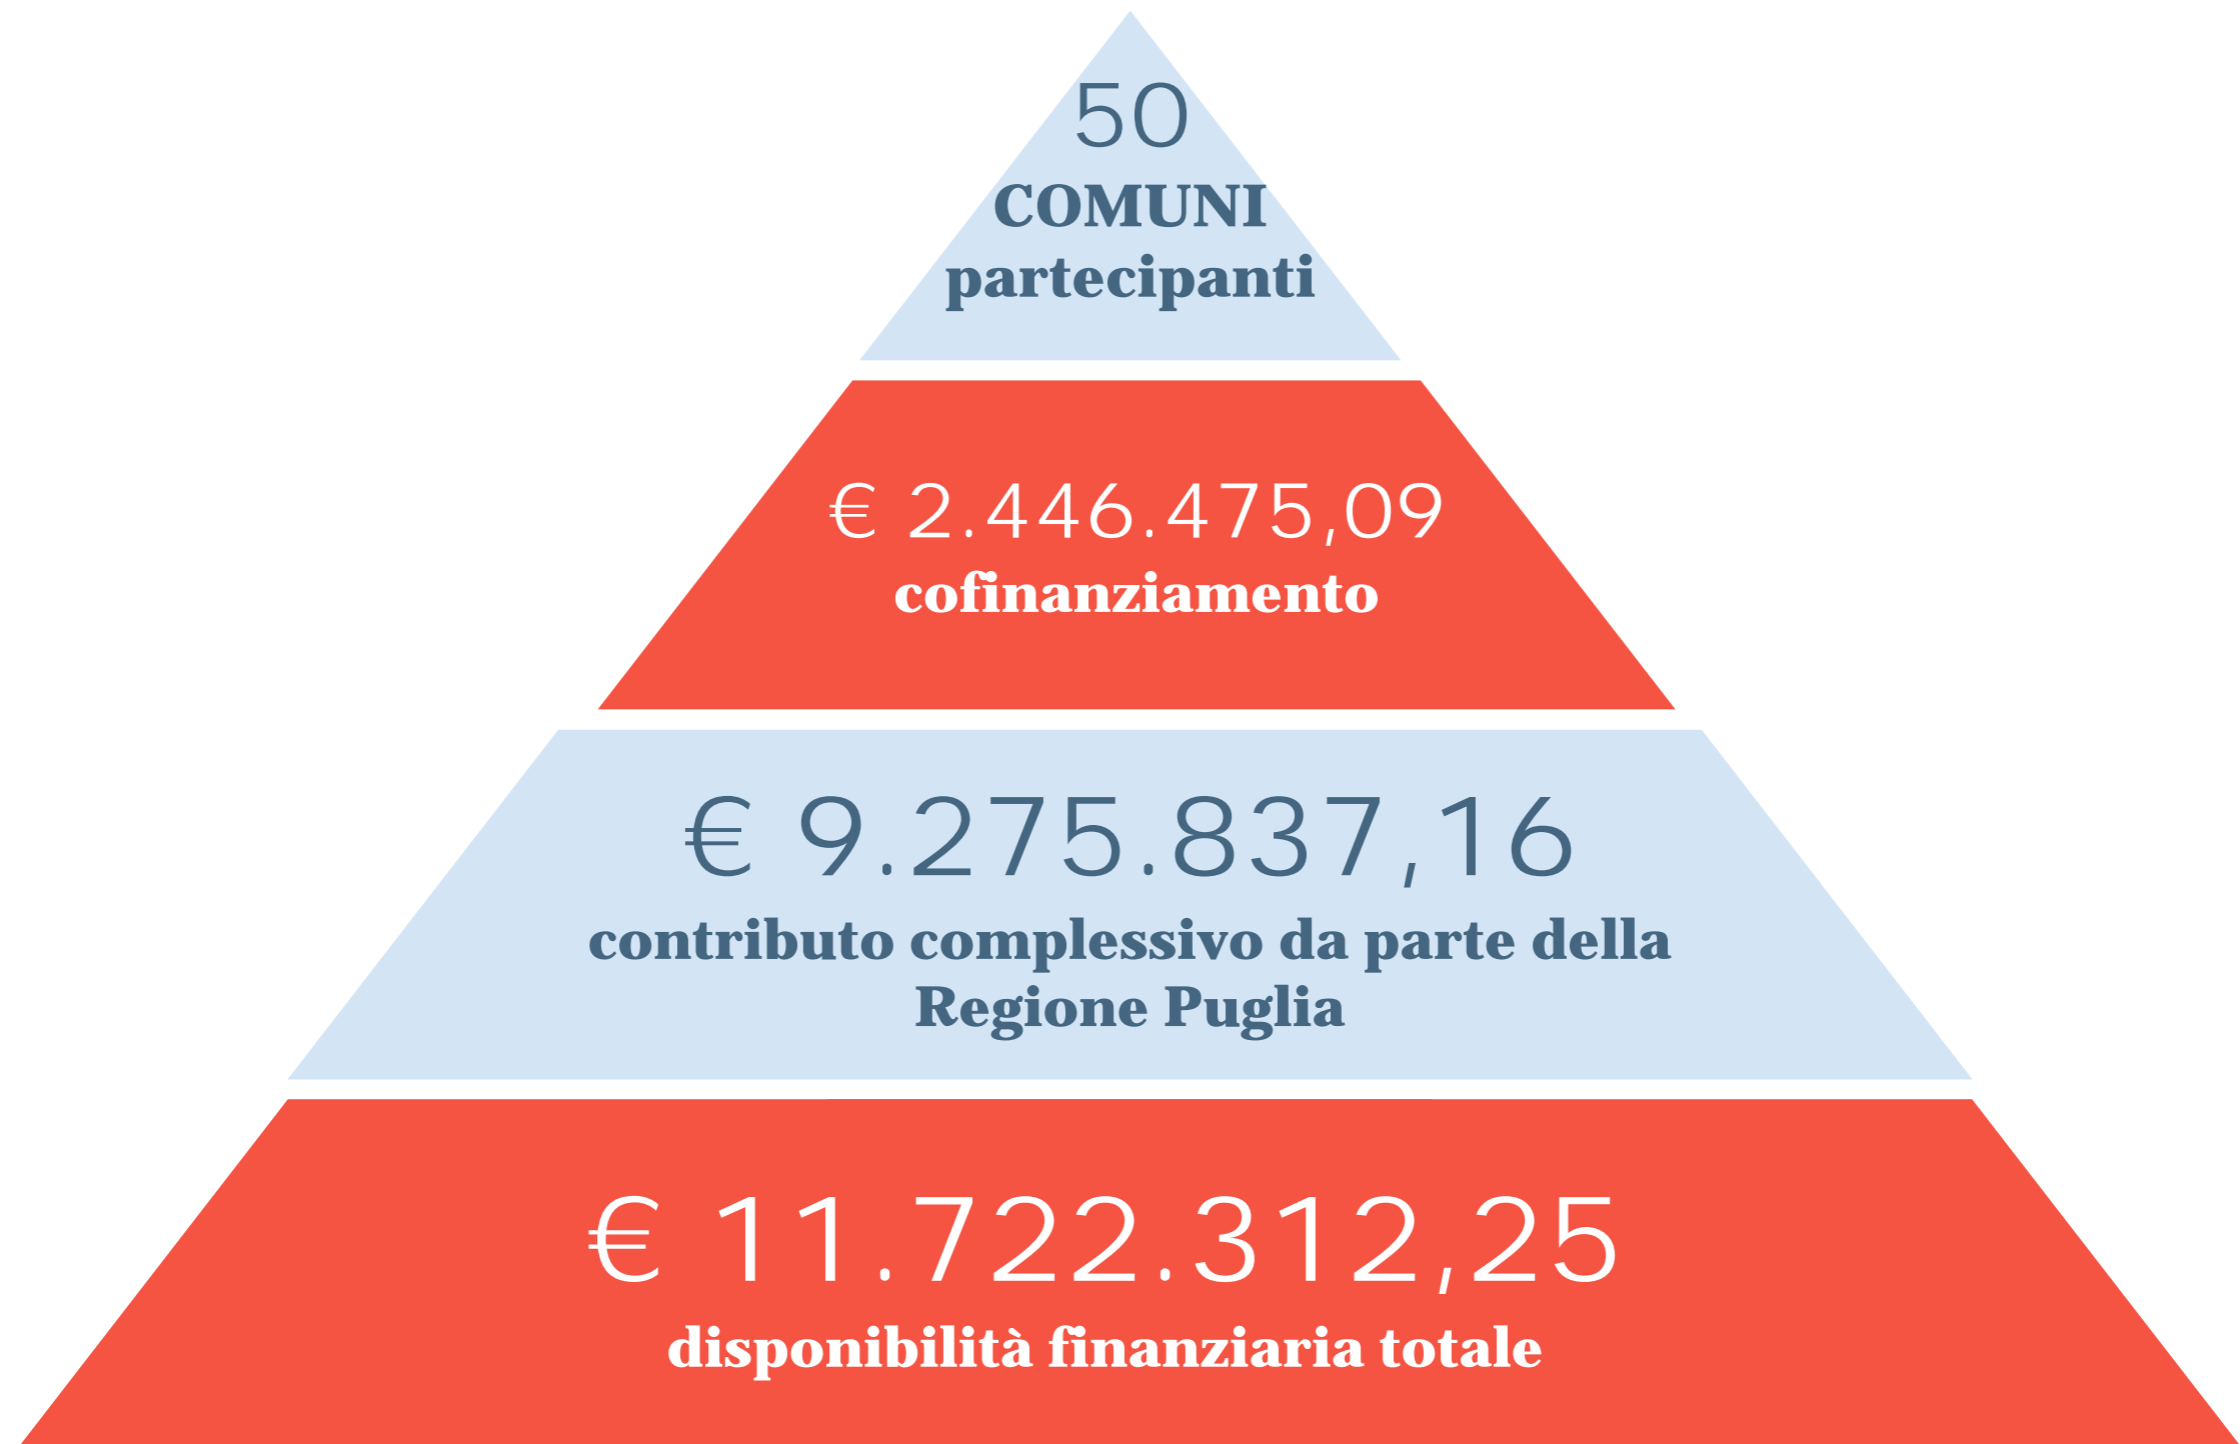 50
COMUNI
partecipanti
€ 2.446.475,09
cofinanziamento
€ 9.275.837,16
contributo complessivo da parte della
Regione Puglia
€ 11.722.312,25
disponibilità finanziaria totale